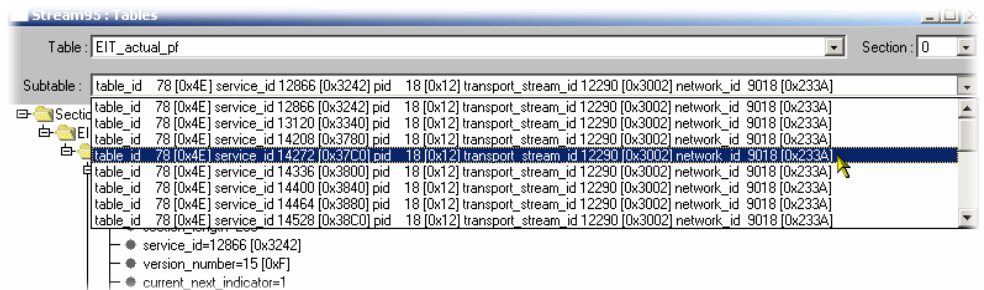 Stream95 : Tables
Table : EIT_actual_pf Section : 0
Subtable : table_id 78 [0x4E] service_id 12866 [0x3242] pid 18 [0x12] transport_stream_id 12290 [0x3002] network_id 9018 [0x233A]
table_id 78 [0x4E] service_id 12866 [0x3242] pid 18 [0x12] transport_stream_id 12290 [0x3002] network_id 9018 [0x233A]
table_id 78 [0x4E] service_id 13120 [0x3340] pid 18 [0x12] transport_stream_id 12290 [0x3002] network_id 9018 [0x233A]
table_id 78 [0x4E] service_id 14208 [0x3780] pid 18 [0x12] transport_stream_id 12290 [0x3002] network_id 9018 [0x233A]
table_id 78 [0x4E] service_id 14272 [0x37C0] pid 18 [0x12] transport_stream_id 12290 [0x3002] network_id 9018 [0x233A]
table_id 78 [0x4E] service_id 14336 [0x3800] pid 18 [0x12] transport_stream_id 12290 [0x3002] network_id 9018 [0x233A]
table_id 78 [0x4E] service_id 14400 [0x3840] pid 18 [0x12] transport_stream_id 12290 [0x3002] network_id 9018 [0x233A]
table_id 78 [0x4E] service_id 14464 [0x3880] pid 18 [0x12] transport_stream_id 12290 [0x3002] network_id 9018 [0x233A]
table_id 78 [0x4E] service_id 14528 [0x38C0] pid 18 [0x12] transport_stream_id 12290 [0x3002] network_id 9018 [0x233A]
Sectio
EI
service_id=12866 [0x3242]
version_number=15 [0xF]
current_next_indicator=1